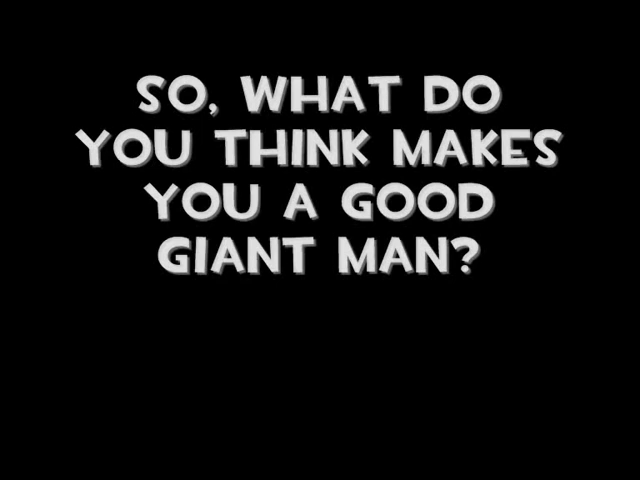 SO, WHAT DO
YOU THINK MAKES
YOU A GOOD
GIANT MAN?